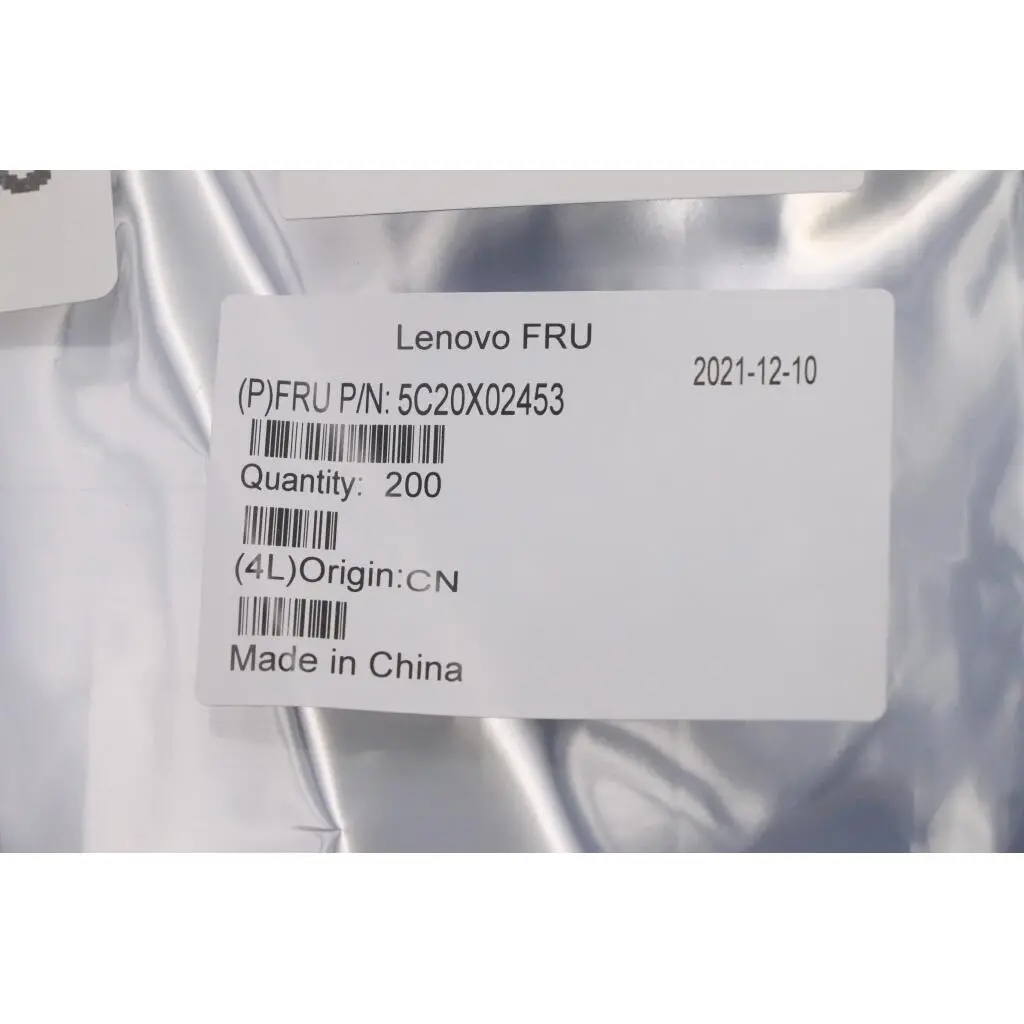 Lenovo FRU
2021-12-10
(P)FRU P/N: 5C20X02453
Quantity: 200
(4L)Origin:CN
Made in China